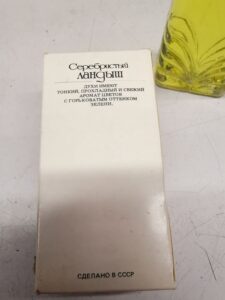 Серебристый
ландыш
ДУХИ ИМЕЮТ
ТОНКИЙ, ПРОХЛАДНЫЙ И СВЕЖИЙ
АРОМАТ ЦВЕТОВ
С ГОРЬКОВАТЫМ ОТТЕНКОМ
ЗЕЛЕНИ.
СДЕЛАНО В СССР